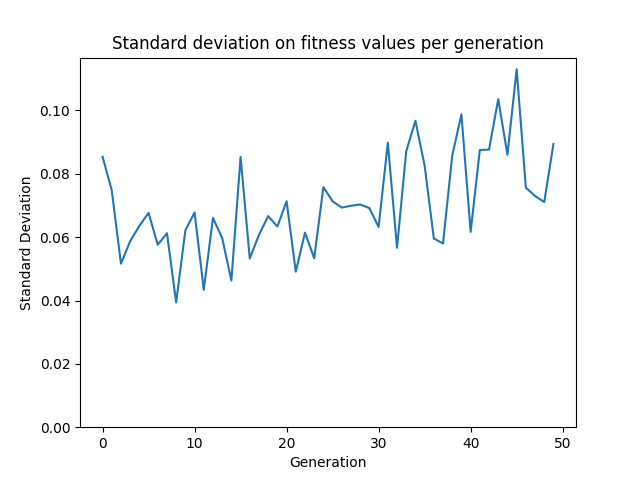 Standard deviation on fitness values per generation
0.10
0.08
0.06
0.04
0.02
0.00
Standard Deviation
0 10 20 30 40 50
Generation